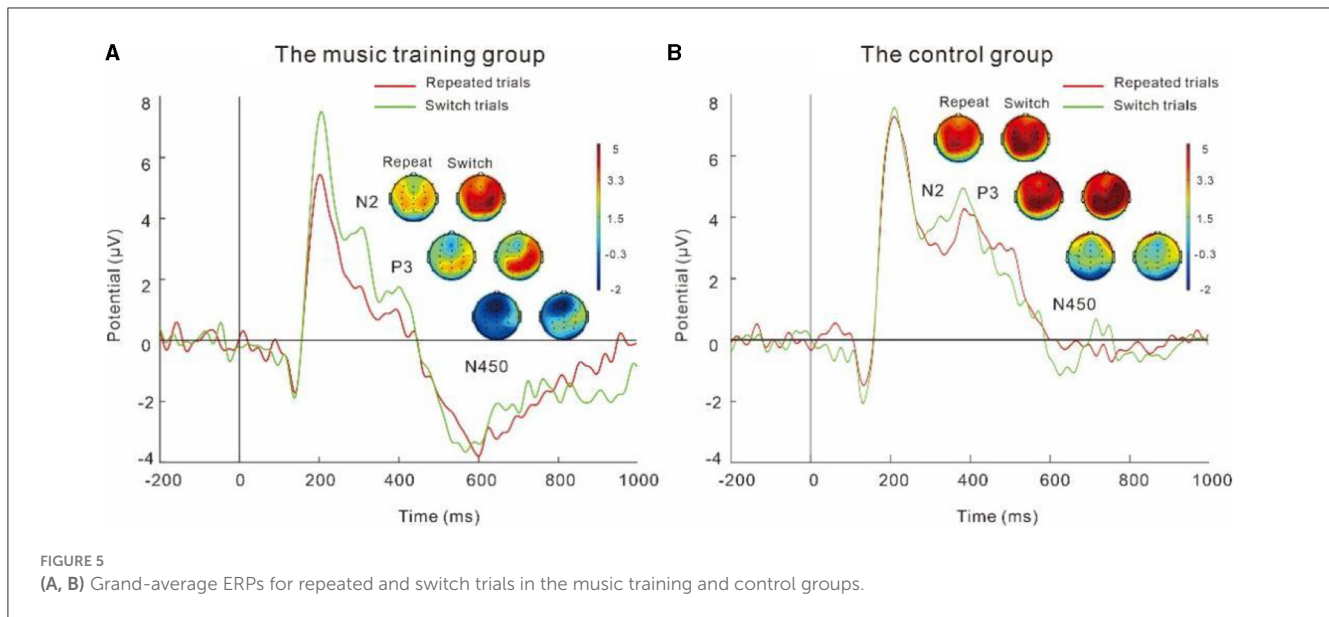 A
The music training group
Repeated trials
Switch trials
8
6
4
2
0
-2
-4
Potential (μV)
Repeat Switch
N2
P3
N450
5
3.3
1.5
-0.3
-2
-200 0 200 400 600 800 1000
Time (ms)
B
The control group
Repeated trials
Switch trials
8
6
4
2
0
-2
-4
Potential (μV)
Repeat Switch
N2 P3
N450
5
3.3
1.5
-0.3
-2
-200 0 200 400 600 800 1000
Time (ms)
FIGURE 5
(A, B) Grand-average ERPs for repeated and switch trials in the music training and control groups.